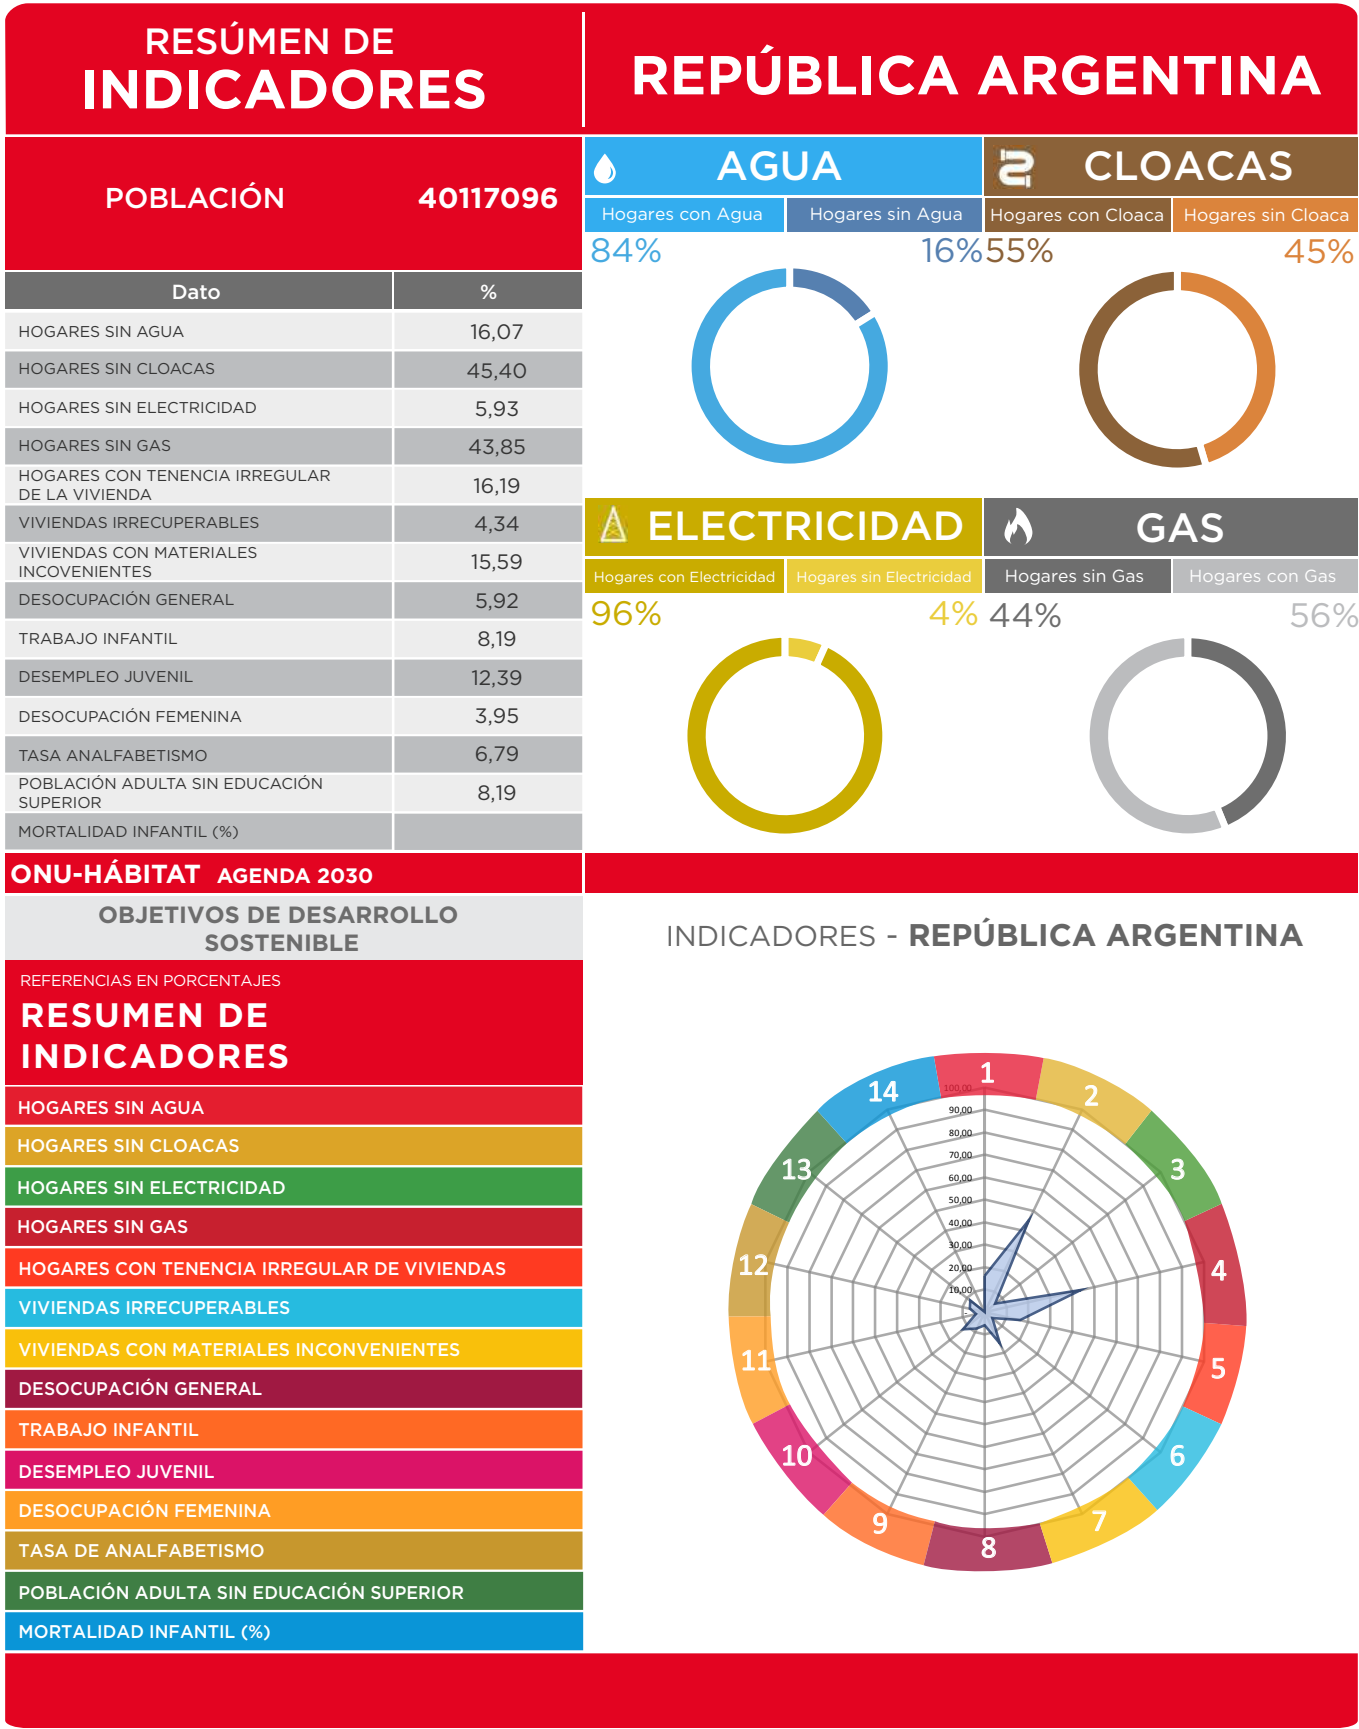 RESÚMEN DE
INDICADORES
REPÚBLICA ARGENTINA
POBLACIÓN 40117096
Dato %
HOGARES SIN AGUA 16,07
HOGARES SIN CLOACAS 45,40
HOGARES SIN ELECTRICIDAD 5,93
HOGARES SIN GAS 43,85
HOGARES CON TENENCIA IRREGULAR
DE LA VIVIENDA 16,19
VIVIENDAS IRRECUPERABLES 4,34
VIVIENDAS CON MATERIALES
INCOVENIENTES 15,59
DESOCUPACIÓN GENERAL 5,92
TRABAJO INFANTIL 8,19
DESEMPLEO JUVENIL 12,39
DESOCUPACIÓN FEMENINA 3,95
TASA ANALFABETISMO 6,79
POBLACIÓN ADULTA SIN EDUCACIÓN
SUPERIOR 8,19
MORTALIDAD INFANTIL (%)
AGUA
Hogares con Agua Hogares sin Agua
84% 16%
CLOACAS
Hogares con Cloaca Hogares sin Cloaca
55% 45%
ELECTRICIDAD
Hogares con Electricidad Hogares sin Electricidad
96% 4%
GAS
Hogares sin Gas Hogares con Gas
44% 56%
ONU-HÁBITAT AGENDA 2030
OBJETIVOS DE DESARROLLO
SOSTENIBLE
REFERENCIAS EN PORCENTAJES
RESUMEN DE
INDICADORES
HOGARES SIN AGUA
HOGARES SIN CLOACAS
HOGARES SIN ELECTRICIDAD
HOGARES SIN GAS
HOGARES CON TENENCIA IRREGULAR DE VIVIENDAS
VIVIENDAS IRRECUPERABLES
VIVIENDAS CON MATERIALES INCONVENIENTES
DESOCUPACIÓN GENERAL
TRABAJO INFANTIL
DESEMPLEO JUVENIL
DESOCUPACIÓN FEMENINA
TASA DE ANALFABETISMO
POBLACIÓN ADULTA SIN EDUCACIÓN SUPERIOR
MORTALIDAD INFANTIL (%)
INDICADORES - REPÚBLICA ARGENTINA
1
2
3
4
5
6
7
8
9
10
11
12
13
14
100,00
90,00
80,00
70,00
60,00
50,00
40,00
30,00
20,00
10,00
-